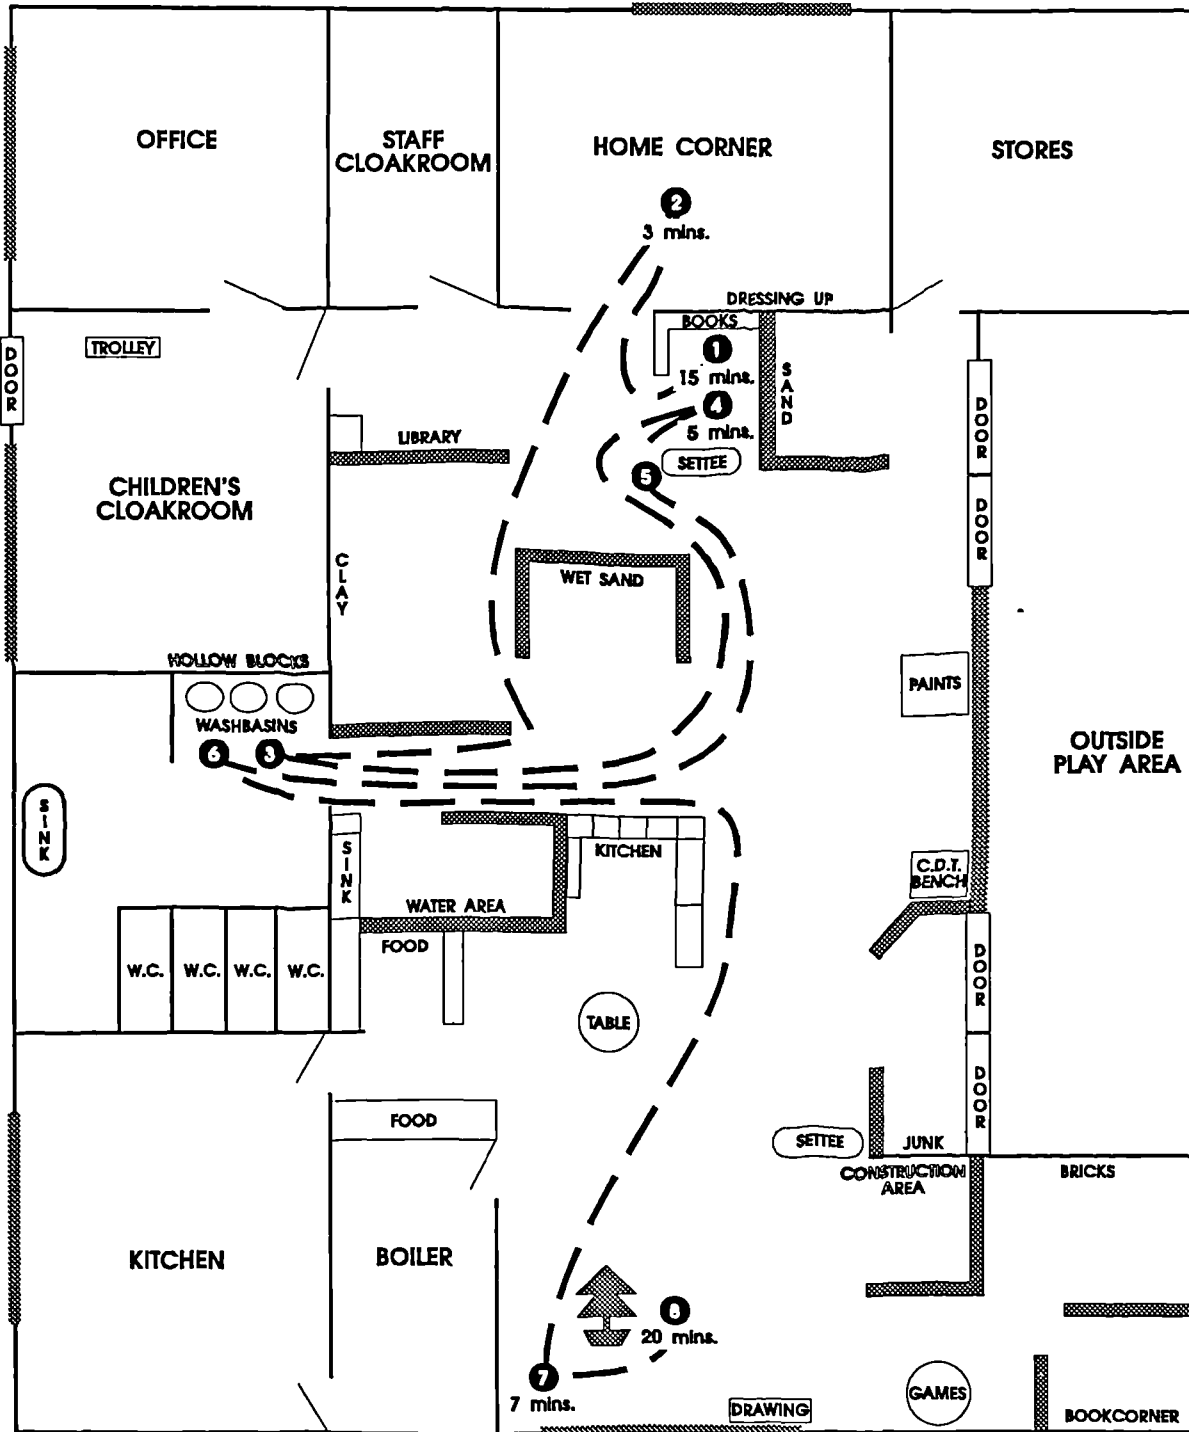 OFFICE
STAFF
CLOAKROOM
HOME CORNER
STORES
2
3 mins.
DRESSING UP
BOOKS
TROLLEY
DOOR
1
15 mins.
SAND
4
5 mins.
DOOR
LIBRARY
SETTEE
5
CHILDREN'S
CLOAKROOM
DOOR
CLAY
WET SAND
HOLLOW BLOCKS
PAINTS
WASHBASINS
6
3
OUTSIDE
PLAY AREA
SINK
SINK
KITCHEN
C.D.T.
BENCH
WATER AREA
FOOD
W.C.
W.C.
W.C.
W.C.
DOOR
TABLE
DOOR
FOOD
SETTEE
JUNK
CONSTRUCTION
AREA
BRICKS
KITCHEN
BOILER
8
20 mins.
7
7 mins.
GAMES
DRAWING
BOOKCORNER